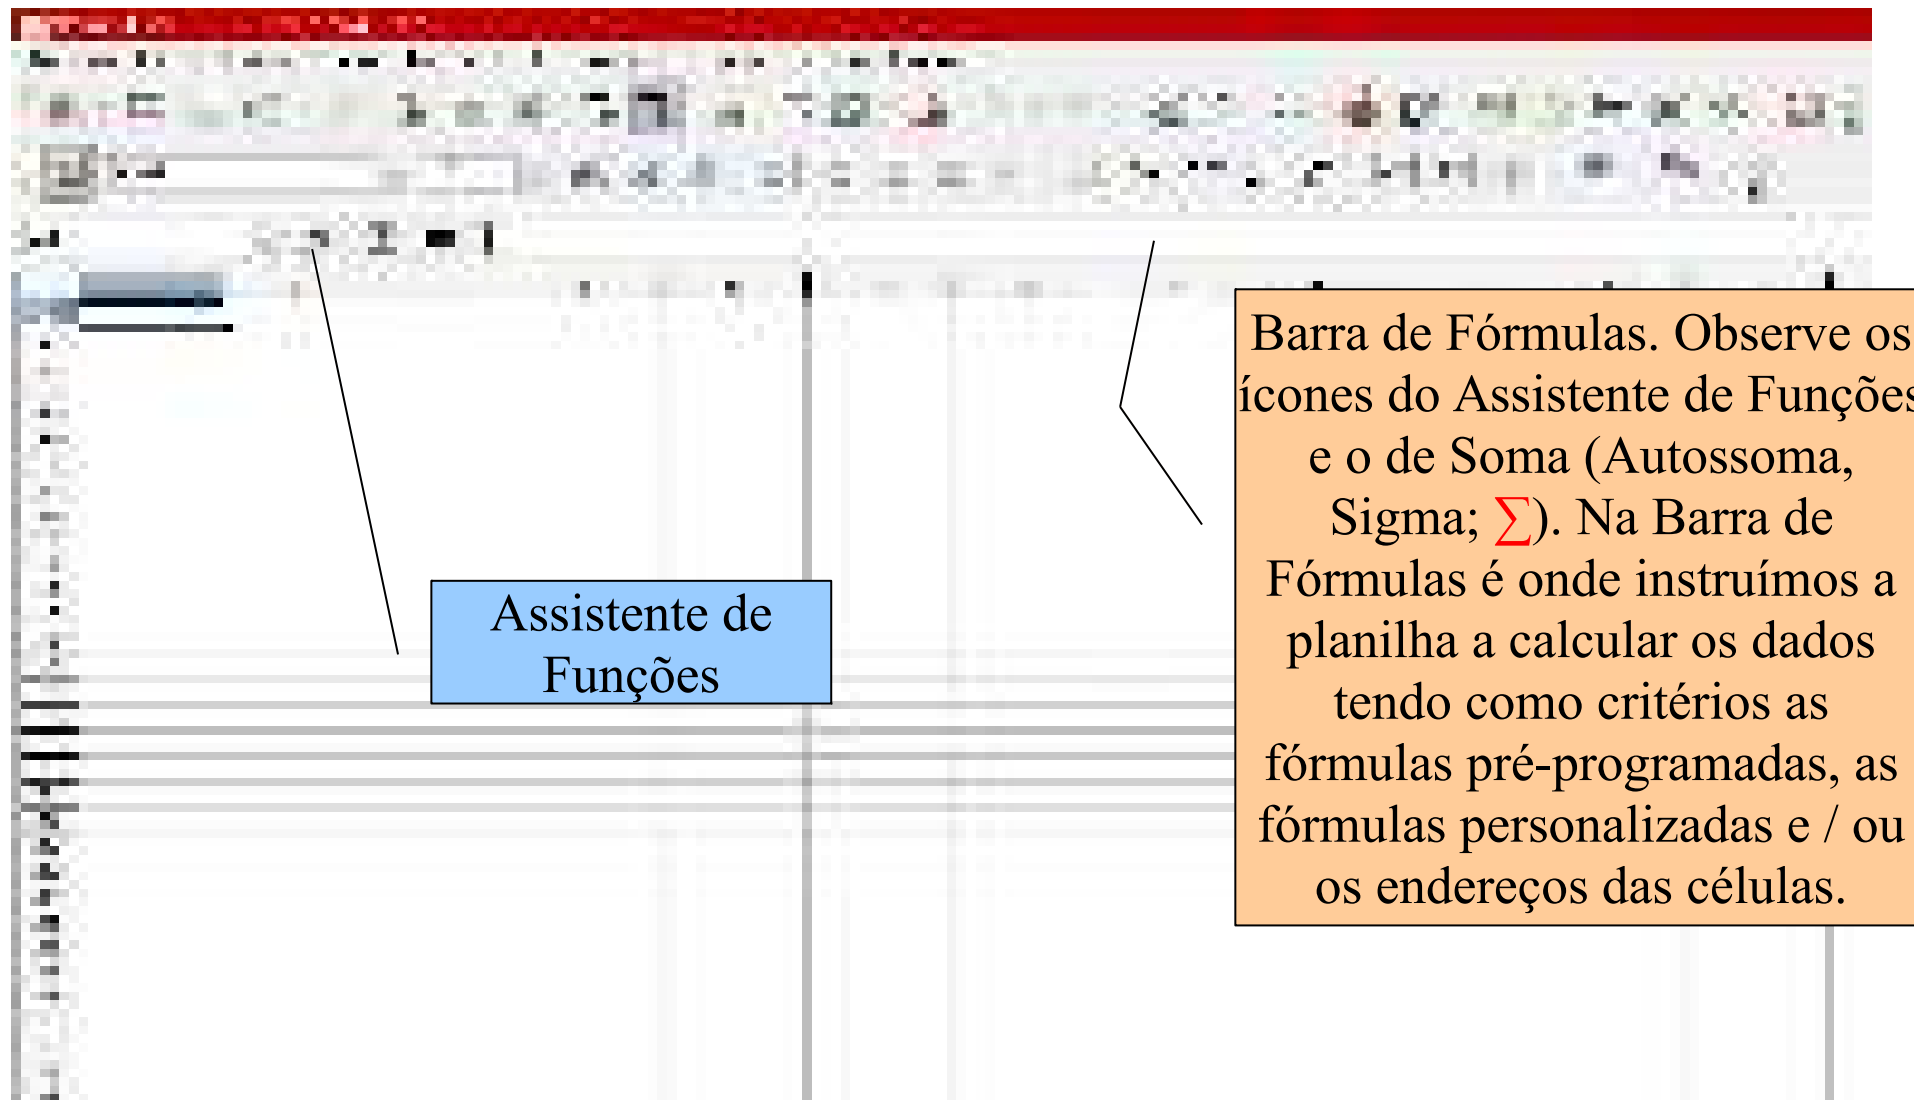 Barra de Fórmulas. Observe os
ícones do Assistente de Funções
e o de Soma (Autossoma,
Sigma; ∑). Na Barra de
Fórmulas é onde instruímos a
planilha a calcular os dados
tendo como critérios as
fórmulas pré-programadas, as
fórmulas personalizadas e / ou
os endereços das células.
Assistente de
Funções